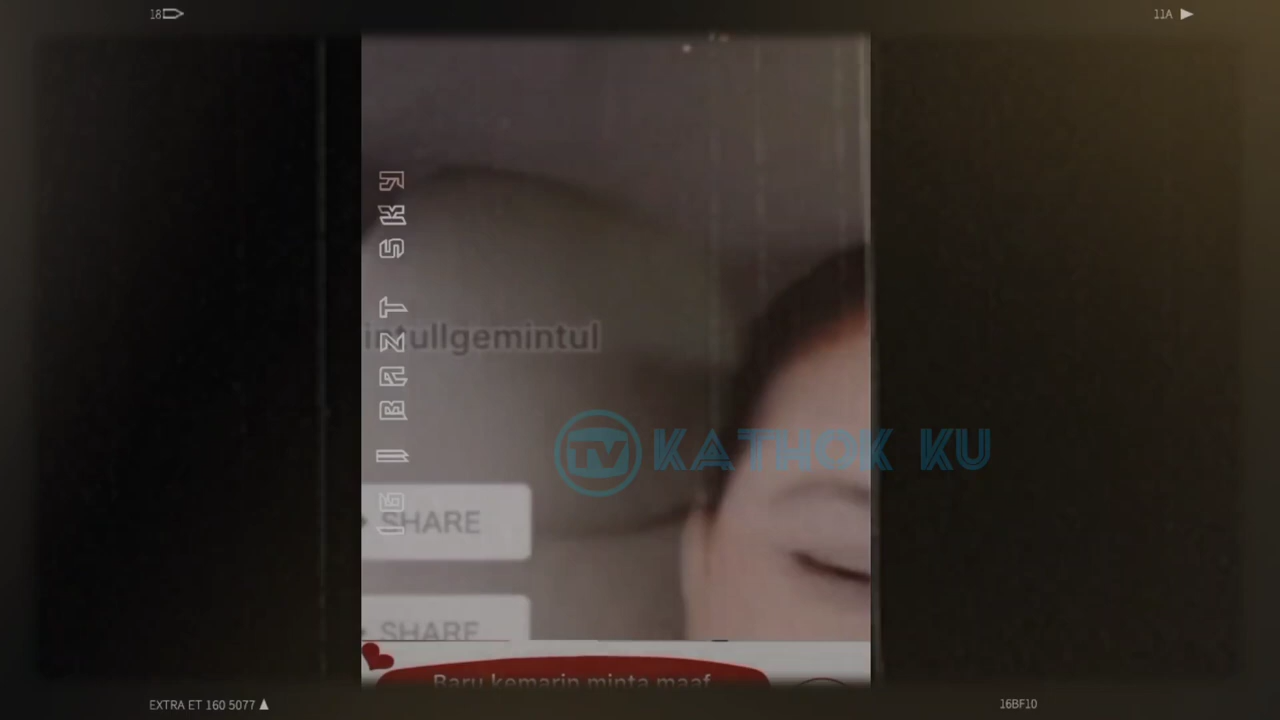 18
11A
intullgemintul
TV KATHOK KU
SHARE
SHARE
Baru kemarin minta maaf
EXTRA ET 160 5077
16BF10